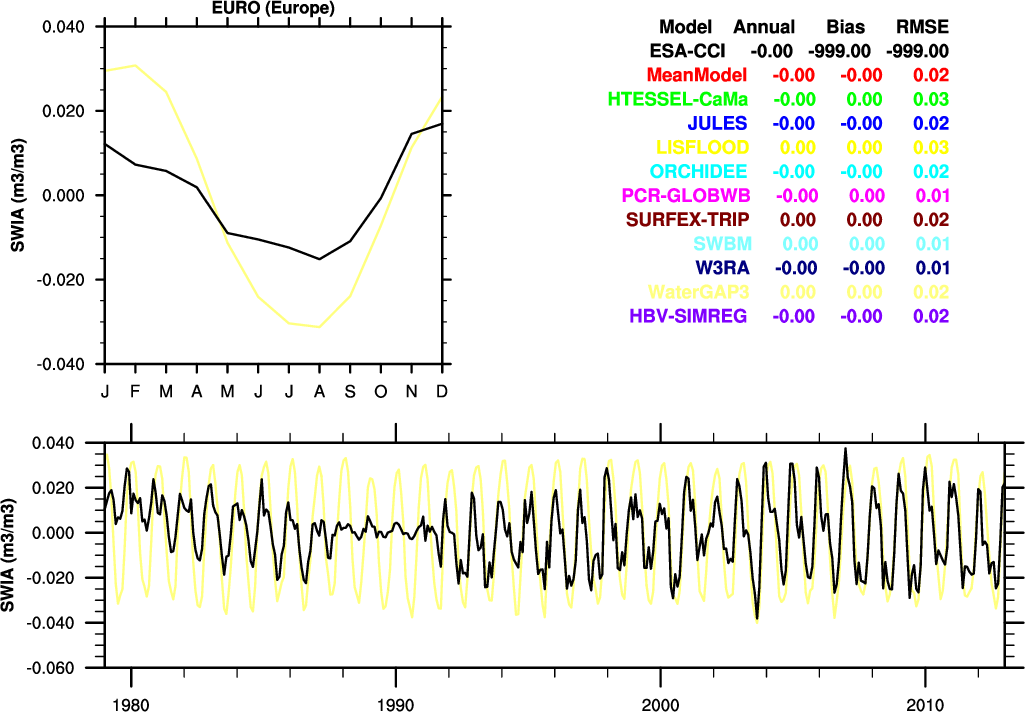 EURO (Europe)
0.040
0.020
0.000
-0.020
-0.040
SWIA (m3/m3)
J F M A M J J A S O N D
Model Annual Bias RMSE
ESA-CCI -0.00 -999.00 -999.00
MeanModel -0.00 -0.00 0.02
HTESSEL-CaMa -0.00 0.00 0.03
JULES -0.00 -0.00 0.02
LISFLOOD 0.00 0.00 0.03
ORCHIDEE -0.00 -0.00 0.02
PCR-GLOBWB -0.00 0.00 0.01
SURFEX-TRIP 0.00 0.00 0.02
SWBM 0.00 0.00 0.01
W3RA -0.00 -0.00 0.01
WaterGAP3 0.00 0.00 0.02
HBV-SIMREG -0.00 -0.00 0.02
0.040
0.020
0.000
-0.020
-0.040
-0.060
SWIA (m3/m3)
1980 1990 2000 2010